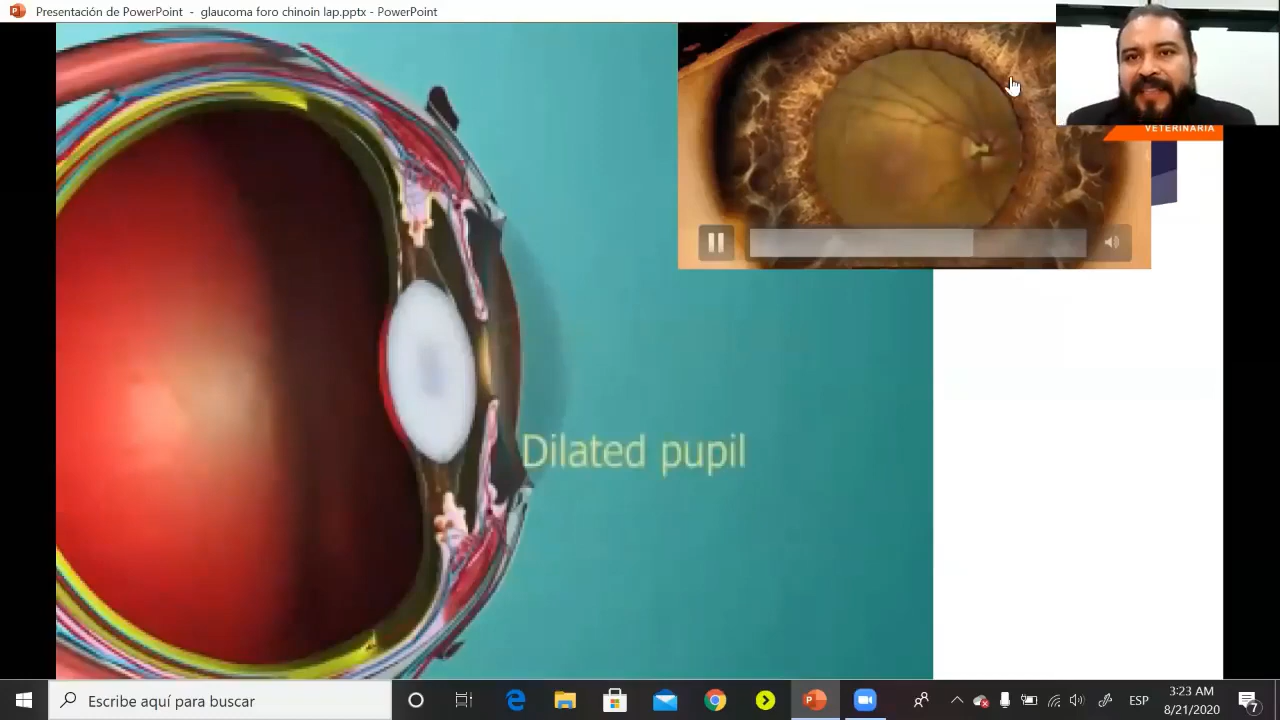 Presentación de PowerPoint - glaucoma foro chinoin lap.pptx - PowerPoint
VETERINARIA
Dilated pupil
Escribe aquí para buscar
ESP
3:23 AM
8/21/2020
7